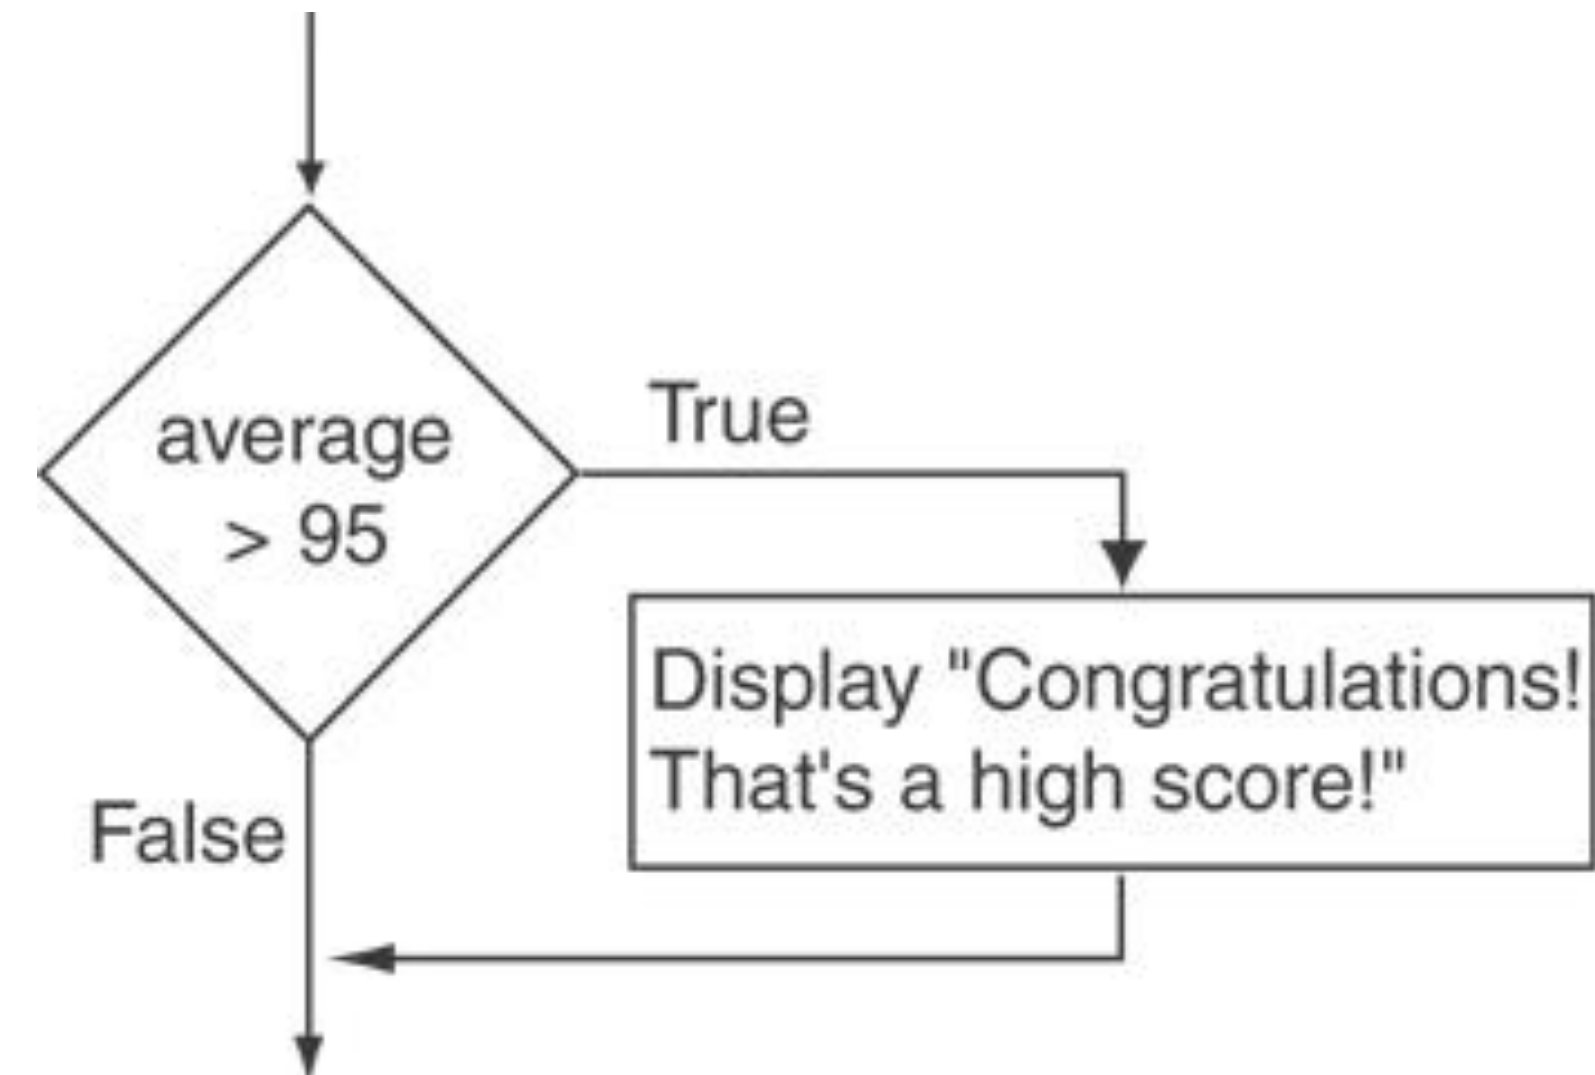 average
> 95
True
Display "Congratulations!
That's a high score!"
False